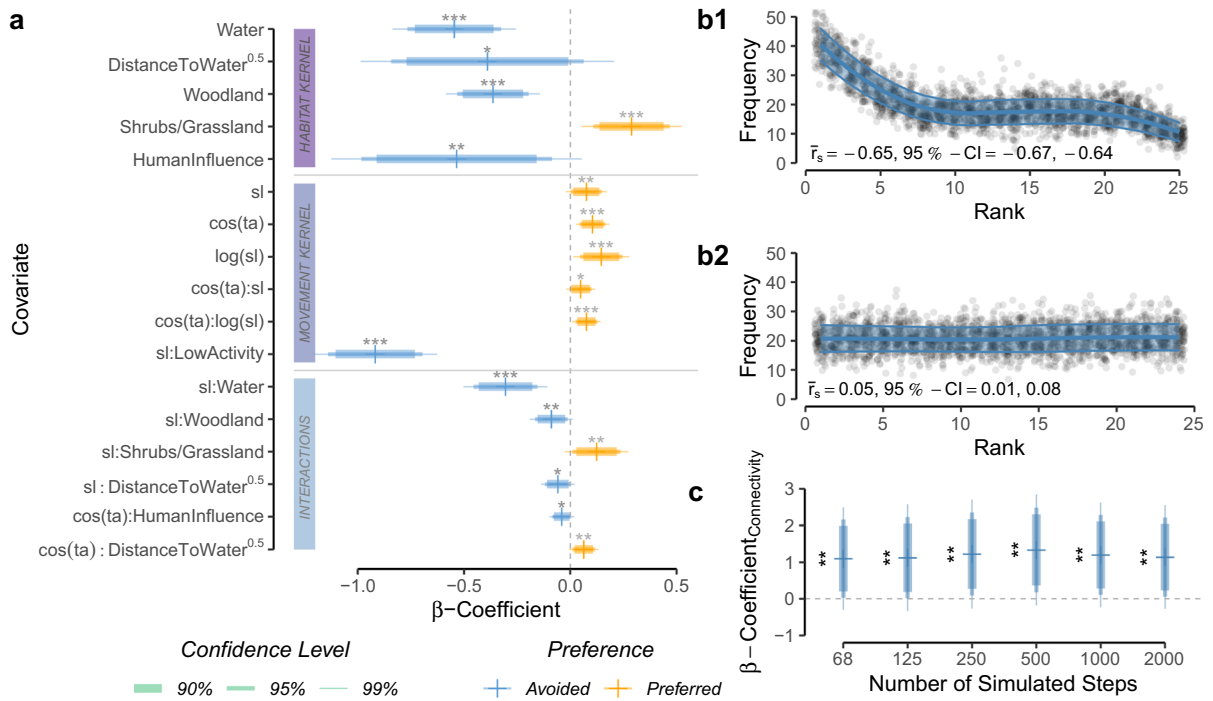 a
Covariate
HABITAT KERNEL
MOVEMENT KERNEL
INTERACTIONS
Water
***
DistanceToWater^0.5
*
Woodland
***
Shrubs/Grassland
***
HumanInfluence
**
sl
**
cos(ta)
***
log(sl)
***
cos(ta):sl
*
cos(ta):log(sl)
***
sl:LowActivity
***
sl:Water
***
sl:Woodland
**
sl:Shrubs/Grassland
**
sl : DistanceToWater^0.5
*
cos(ta):HumanInfluence
*
cos(ta) : DistanceToWater^0.5
**
−1.0 −0.5 0.0 0.5
β−Coefficient
Confidence Level
90% 95% 99%
Preference
Avoided Preferred
b1
Frequency
50
40
30
20
10
0
r̄s = −0.65, 95 % −CI = −0.67, −0.64
0 5 10 15 20 25
Rank
b2
Frequency
50
40
30
20
10
0
r̄s = 0.05, 95 % −CI = 0.01, 0.08
0 5 10 15 20 25
Rank
c
β−CoefficientConnectivity
3
2
1
0
−1
** ** ** ** ** **
68 125 250 500 1000 2000
Number of Simulated Steps